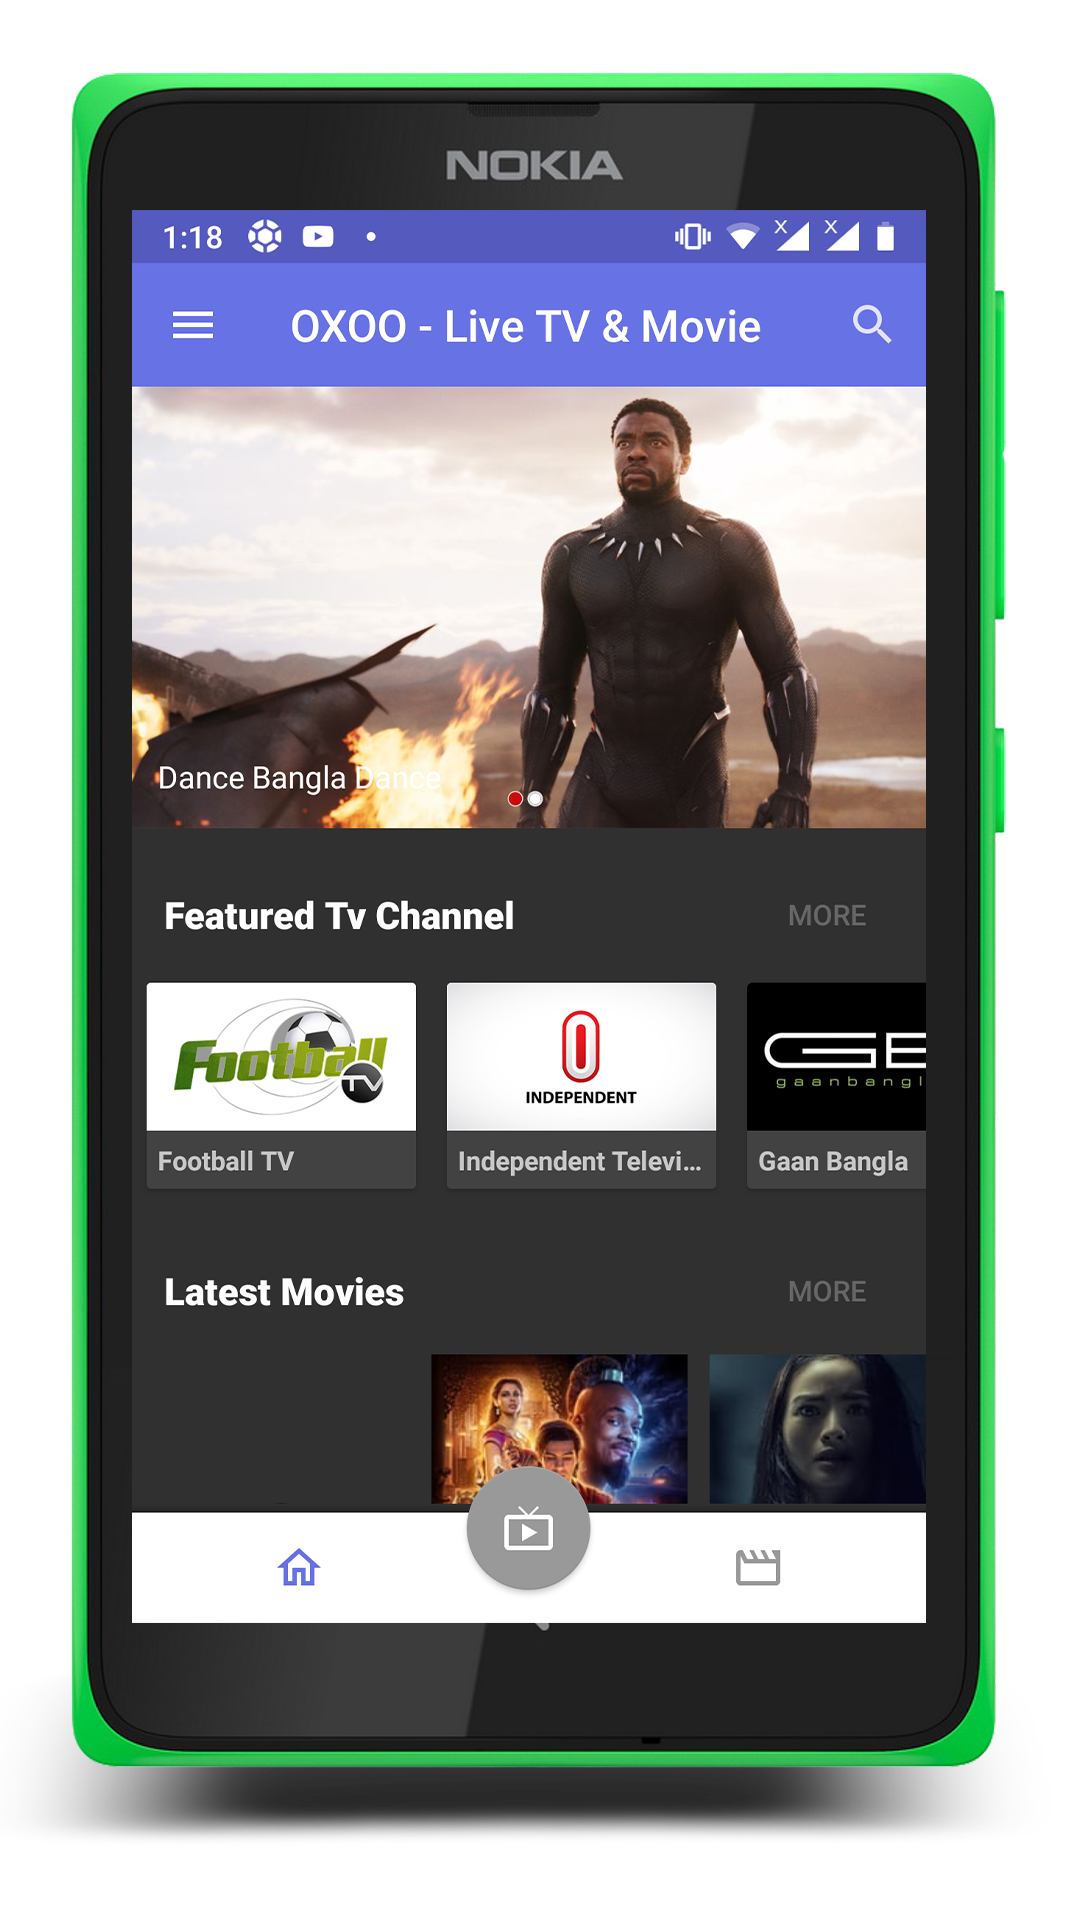 NOKIA
1:18
OXOO - Live TV & Movie
Dance Bangla Dance
Featured Tv Channel MORE
Football TV
INDEPENDENT
gaanbangl
Football TV Independent Televi... Gaan Bangla
Latest Movies MORE